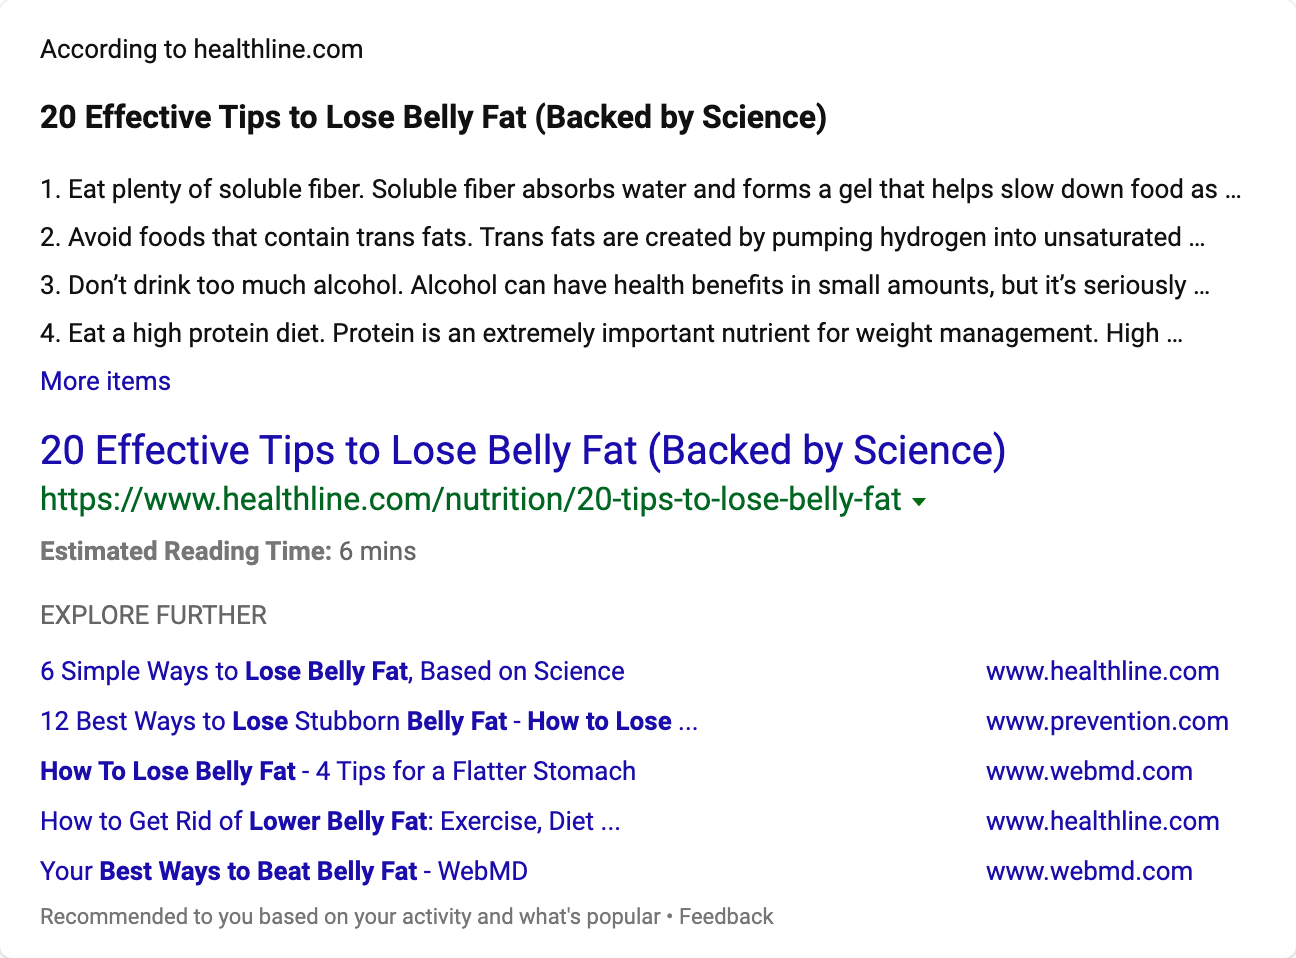 According to healthline.com
20 Effective Tips to Lose Belly Fat (Backed by Science)
1. Eat plenty of soluble fiber. Soluble fiber absorbs water and forms a gel that helps slow down food as ...
2. Avoid foods that contain trans fats. Trans fats are created by pumping hydrogen into unsaturated ...
3. Don’t drink too much alcohol. Alcohol can have health benefits in small amounts, but it’s seriously ...
4. Eat a high protein diet. Protein is an extremely important nutrient for weight management. High ...
More items
20 Effective Tips to Lose Belly Fat (Backed by Science)
https://www.healthline.com/nutrition/20-tips-to-lose-belly-fat
Estimated Reading Time: 6 mins
EXPLORE FURTHER
6 Simple Ways to Lose Belly Fat, Based on Science www.healthline.com
12 Best Ways to Lose Stubborn Belly Fat - How to Lose ... www.prevention.com
How To Lose Belly Fat - 4 Tips for a Flatter Stomach www.webmd.com
How to Get Rid of Lower Belly Fat: Exercise, Diet ... www.healthline.com
Your Best Ways to Beat Belly Fat - WebMD www.webmd.com
Recommended to you based on your activity and what's popular • Feedback